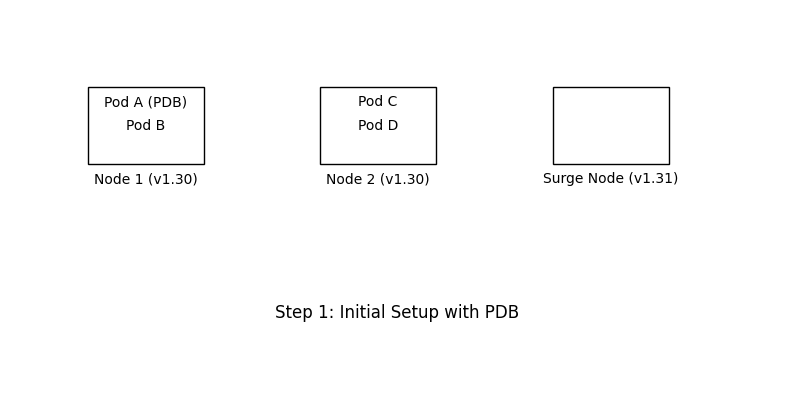 Pod A (PDB)
Pod B
Node 1 (v1.30)
Pod C
Pod D
Node 2 (v1.30)
Surge Node (v1.31)
Step 1: Initial Setup with PDB